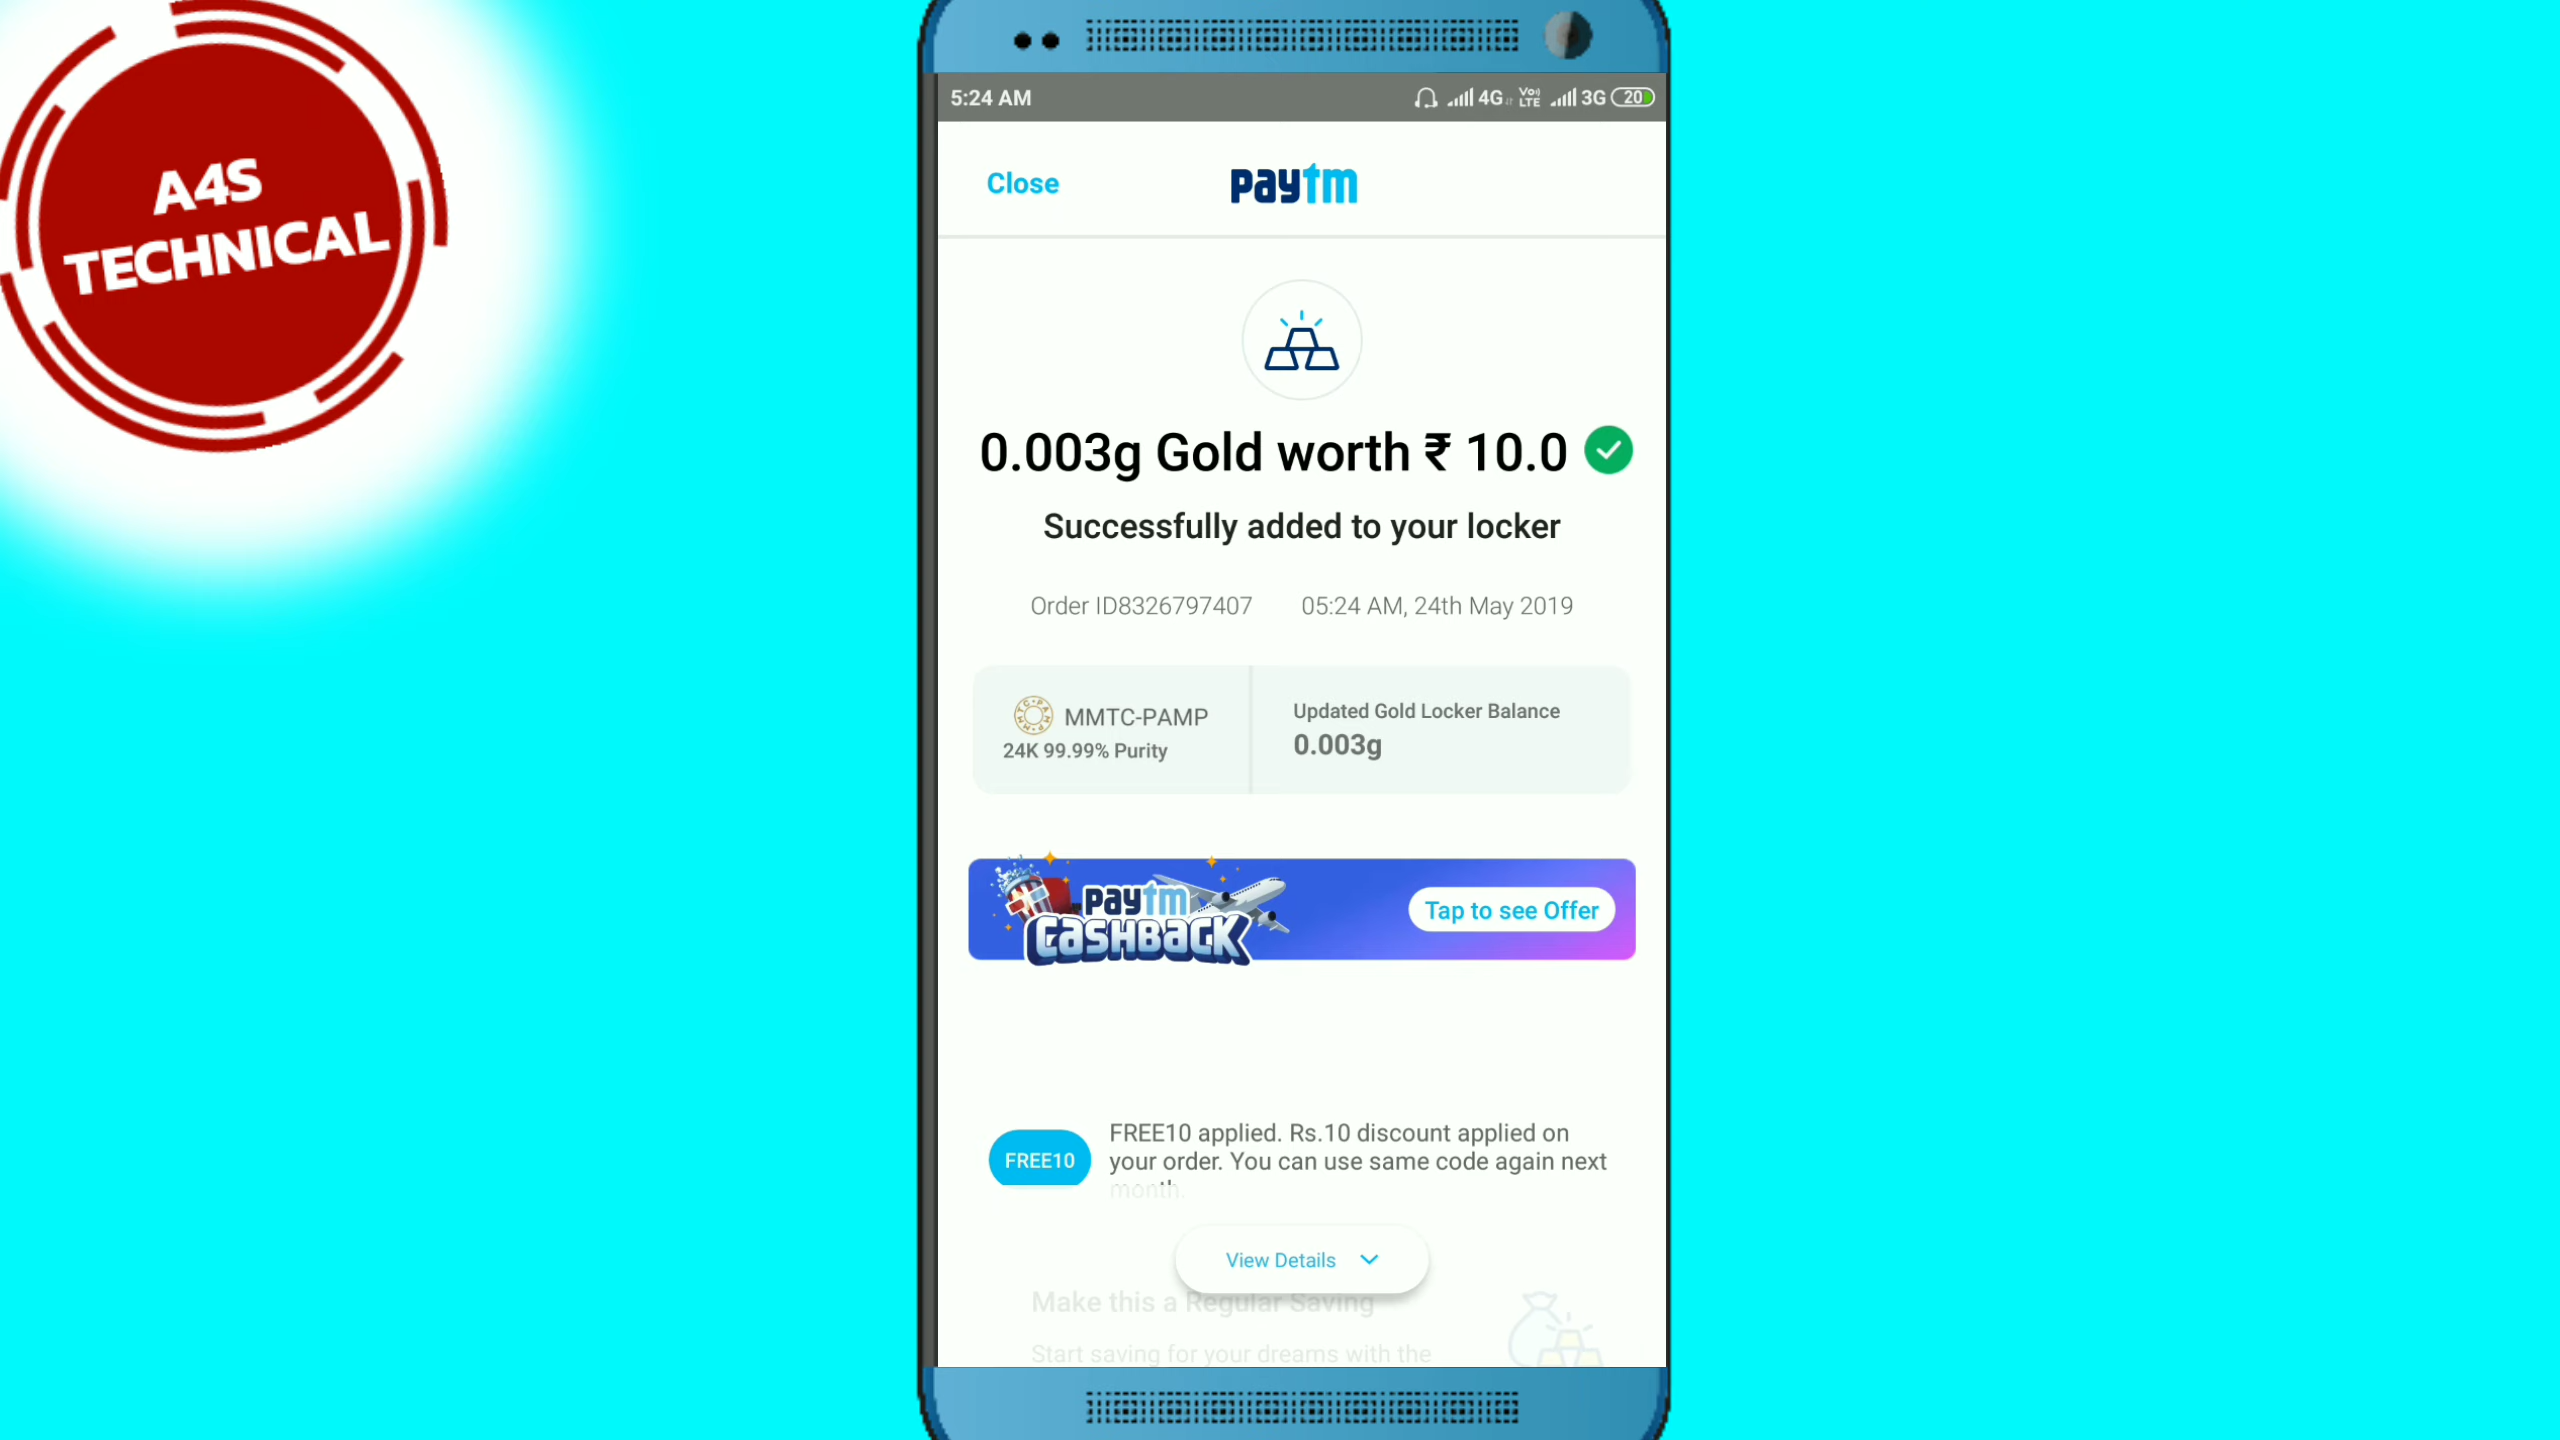 A4S
TECHNICAL
5:24 AM
4G VoLTE 3G 20
Close
paytm
0.003g Gold worth ₹ 10.0
Successfully added to your locker
Order ID8326797407 05:24 AM, 24th May 2019
MMTC-PAMP
24K 99.99% Purity
Updated Gold Locker Balance
0.003g
paytm
CASHBACK
Tap to see Offer
FREE10
FREE10 applied. Rs.10 discount applied on
your order. You can use same code again next
month.
View Details
Make this a Regular Saving
Start saving for your dreams with the